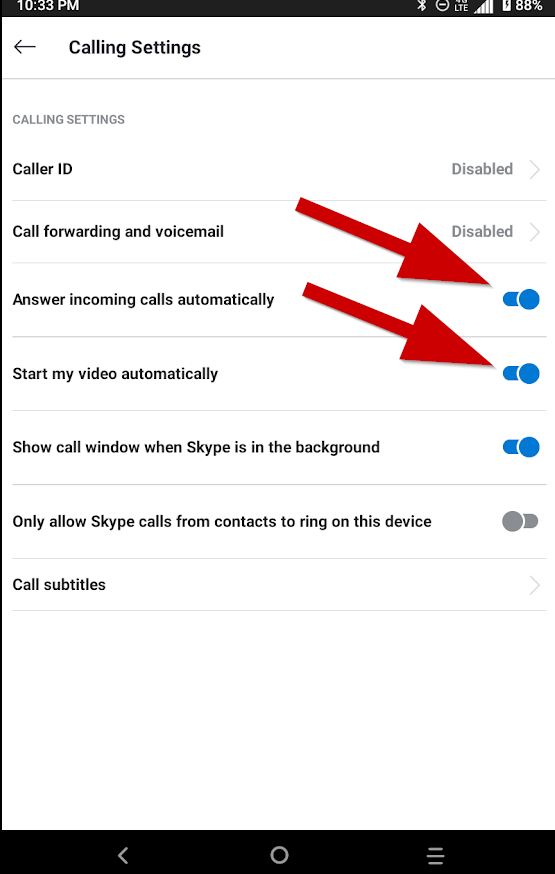 10:33 PM 4G LTE 88%
Calling Settings
CALLING SETTINGS
Caller ID Disabled
Call forwarding and voicemail Disabled
Answer incoming calls automatically
Start my video automatically
Show call window when Skype is in the background
Only allow Skype calls from contacts to ring on this device
Call subtitles